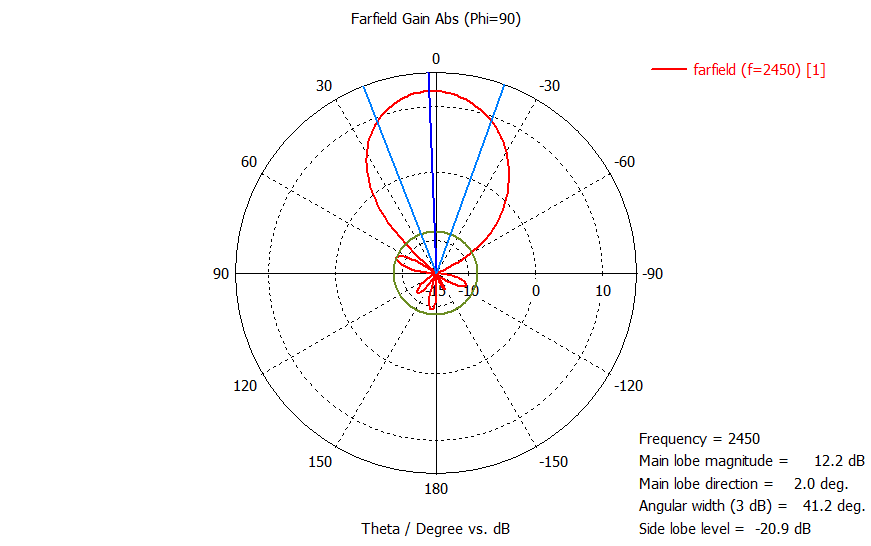 Farfield Gain Abs (Phi=90)
farfield (f=2450) [1]
0
30
-30
60
-60
90
-15
-10
0
10
-90
120
-120
150
-150
180
Theta / Degree vs. dB
Frequency = 2450
Main lobe magnitude = 12.2 dB
Main lobe direction = 2.0 deg.
Angular width (3 dB) = 41.2 deg.
Side lobe level = -20.9 dB